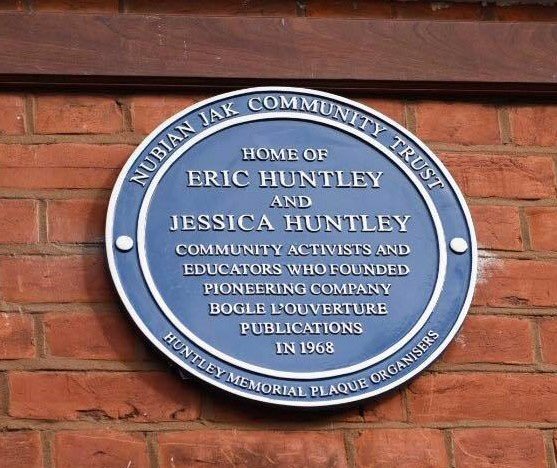 NUBIAN JAK COMMUNITY TRUST
HOME OF
ERIC HUNTLEY
AND
JESSICA HUNTLEY
COMMUNITY ACTIVISTS AND
EDUCATORS WHO FOUNDED
PIONEERING COMPANY
BOGLE L'OUVERTURE
PUBLICATIONS
IN 1968
HUNTLEY MEMORIAL PLAQUE ORGANISERS